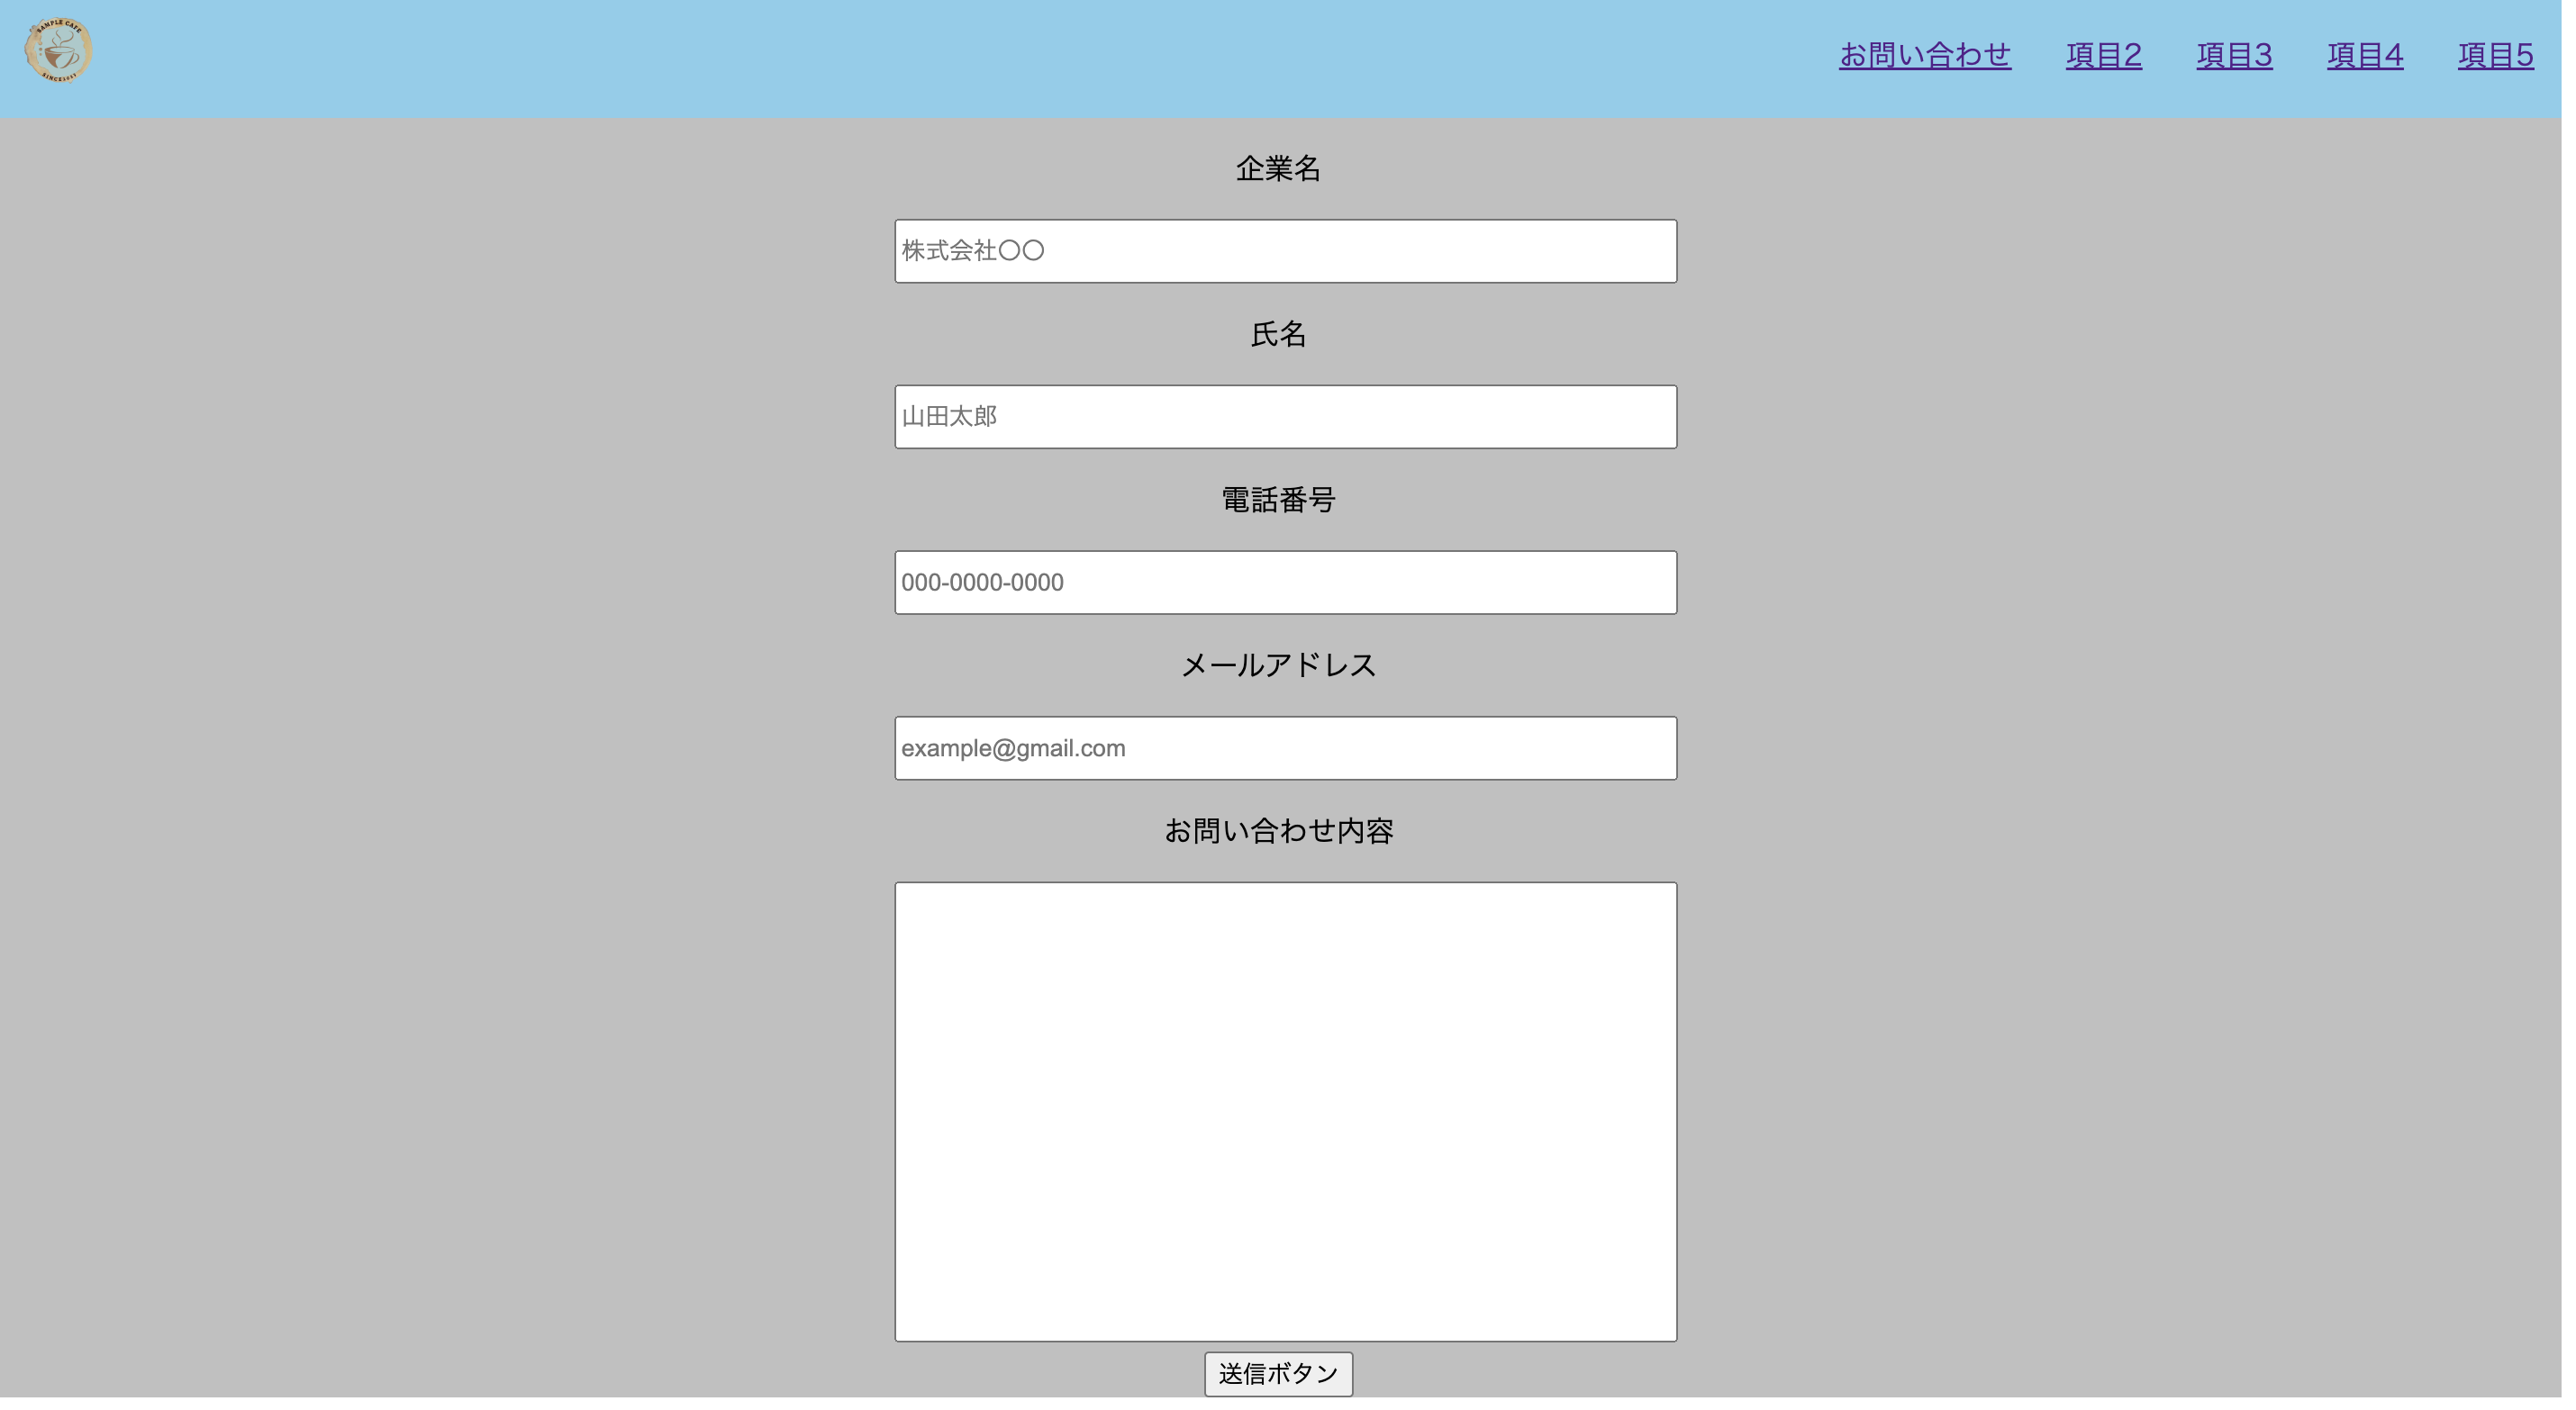 SAMPLE CAFE
お問い合わせ 項目2 項目3 項目4 項目5
企業名
株式会社〇〇
氏名
山田太郎
電話番号
000-0000-0000
メールアドレス
example@gmail.com
お問い合わせ内容
送信ボタン